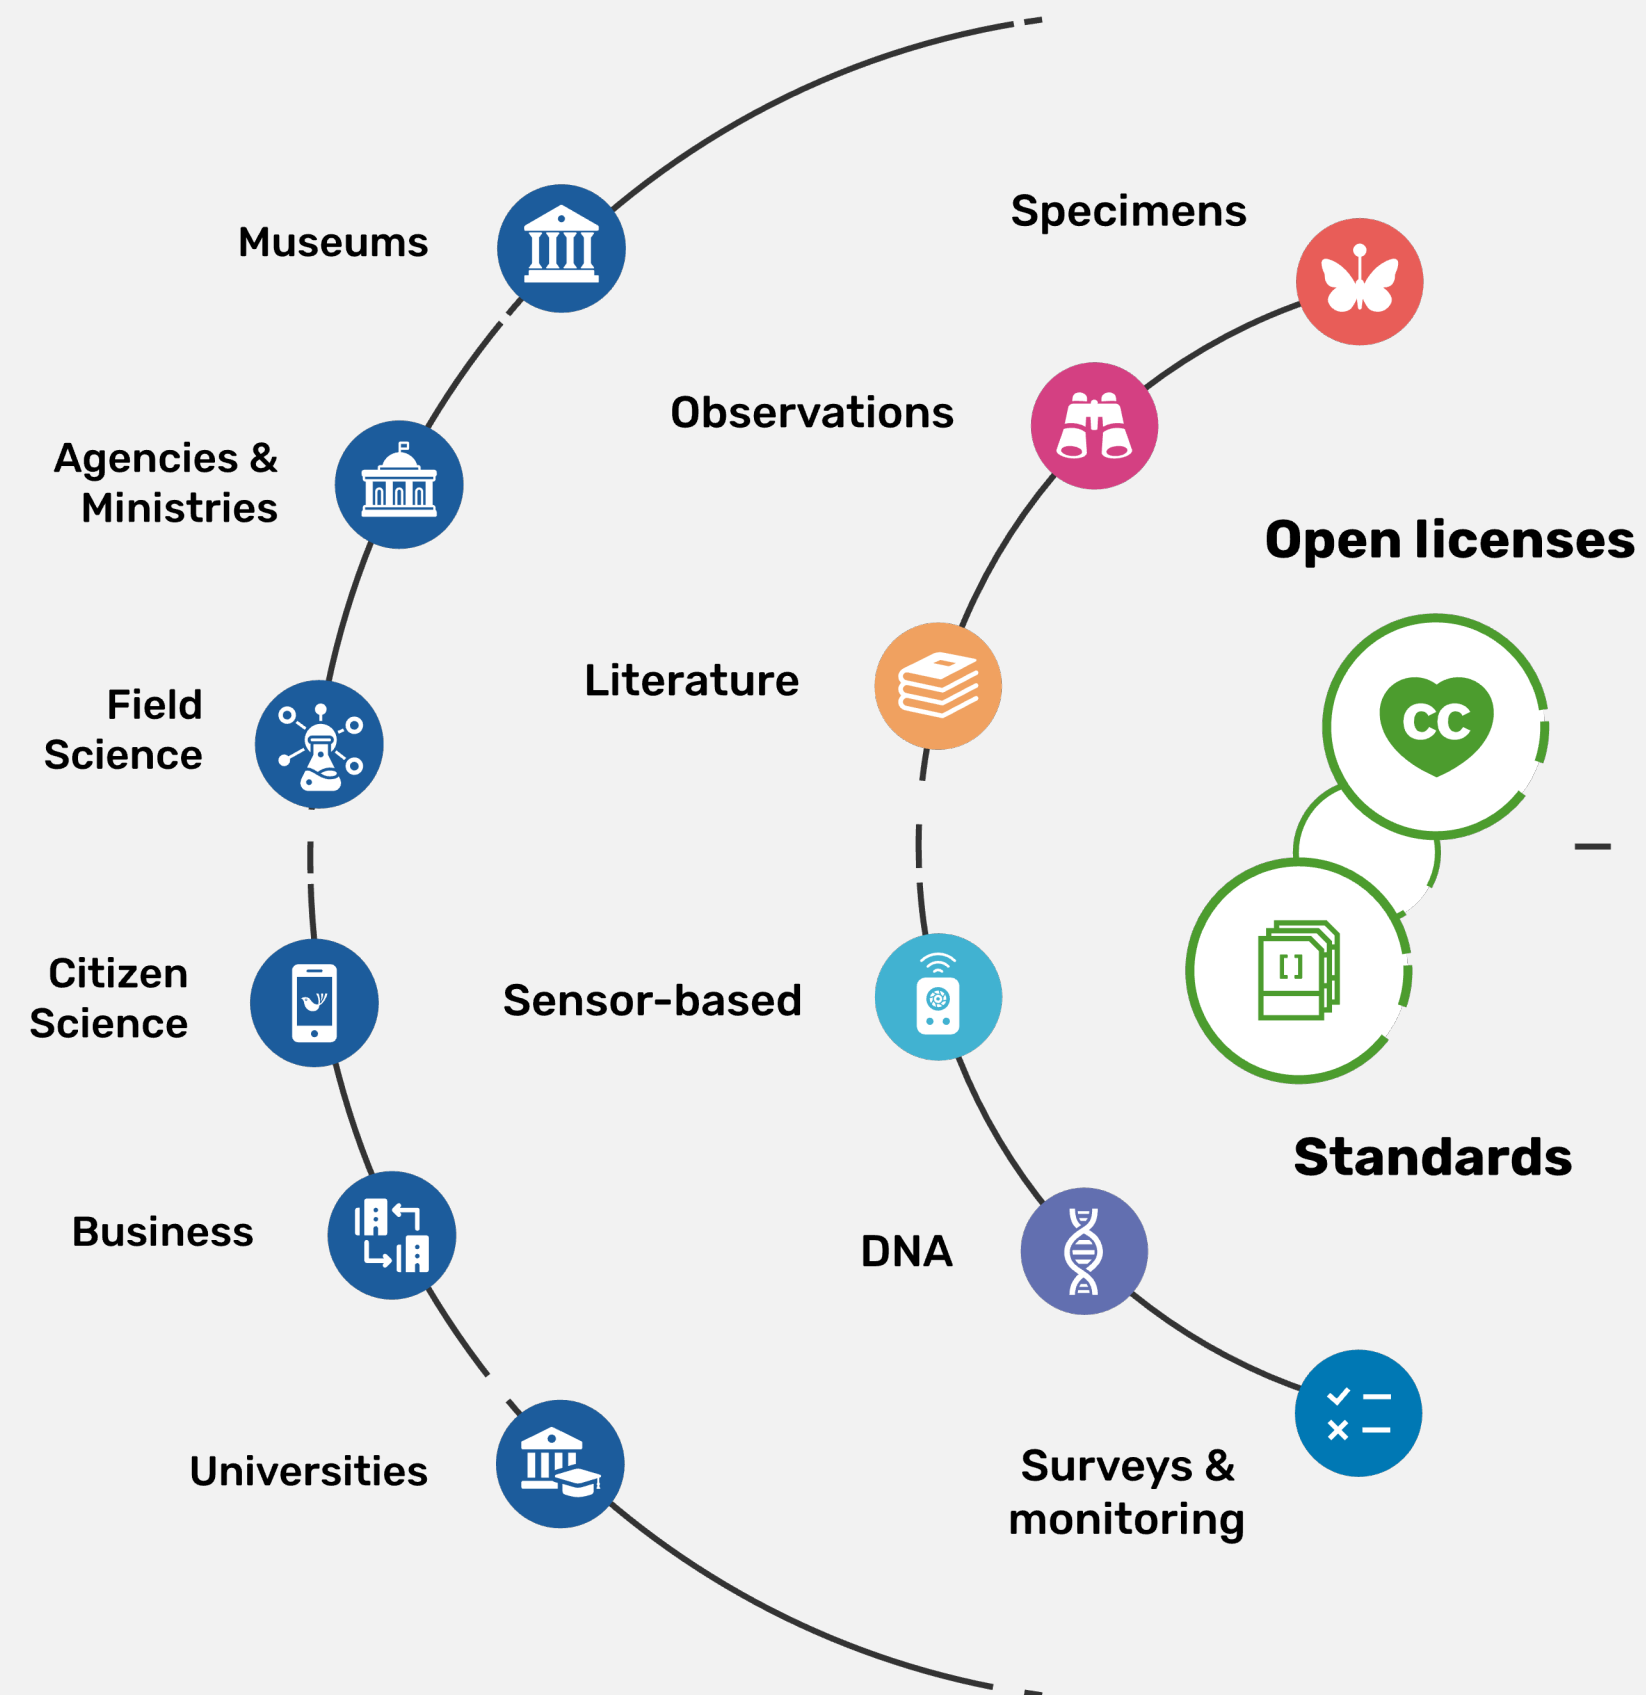 Museums
Agencies &
Ministries
Field
Science
Citizen
Science
Business
Universities
Specimens
Observations
Literature
Sensor-based
DNA
Surveys &
monitoring
Open licenses
cc
[]
Standards